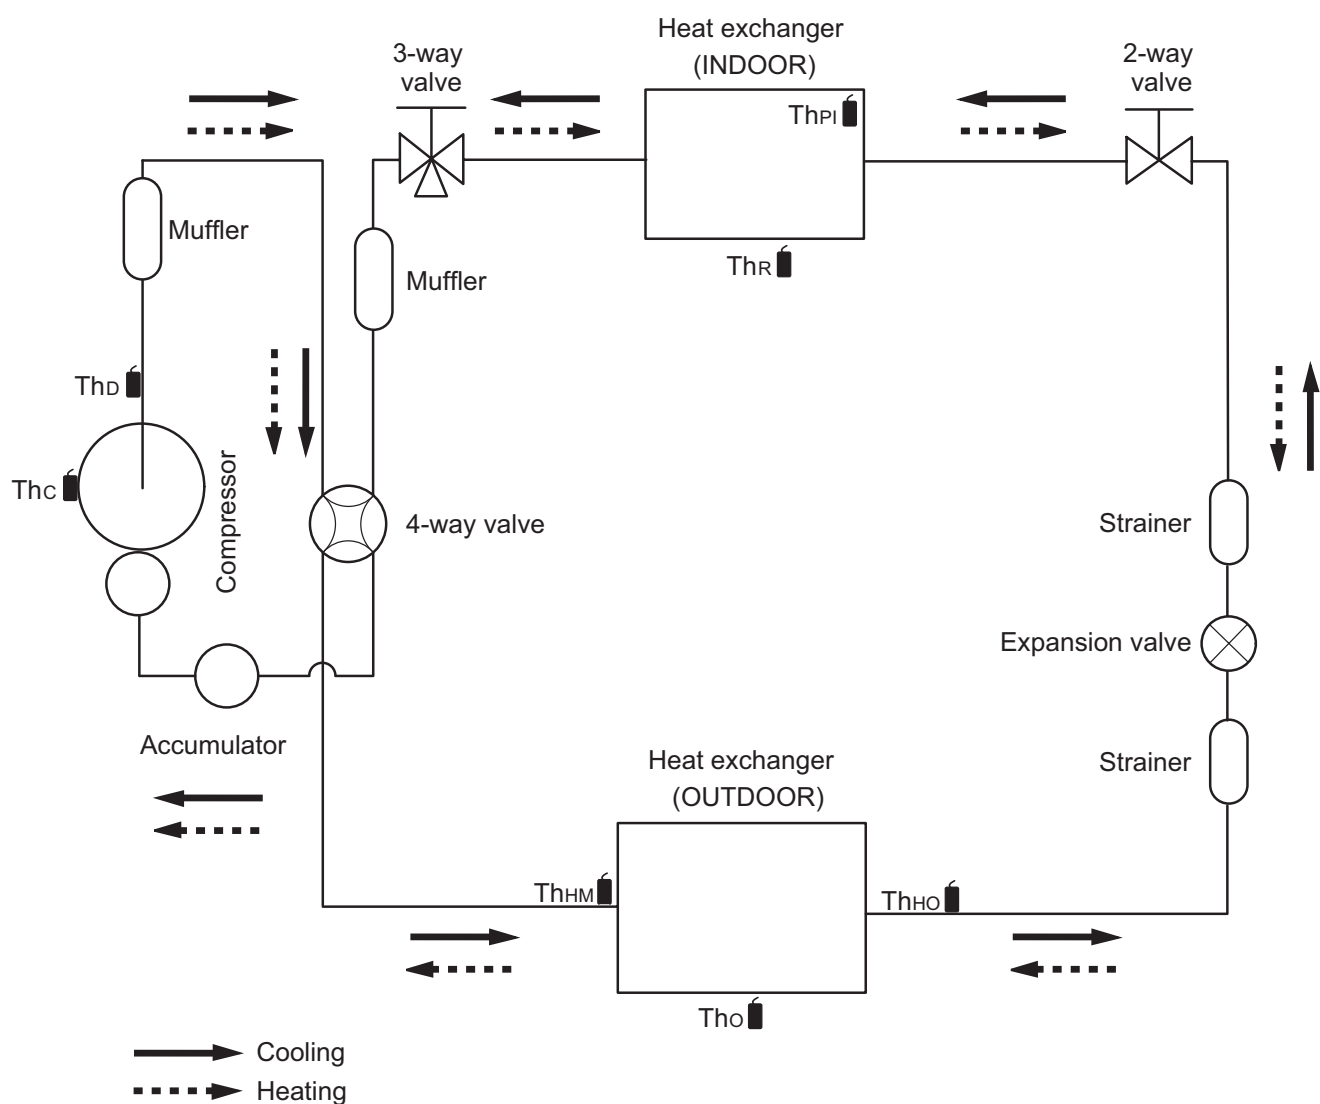 Heat exchanger
(INDOOR)
3-way
valve
2-way
valve
ThPI
Muffler
ThR
Muffler
ThD
ThC
Compressor
4-way valve
Strainer
Expansion valve
Accumulator
Heat exchanger
(OUTDOOR)
Strainer
ThHM
ThHO
ThO
Cooling
Heating